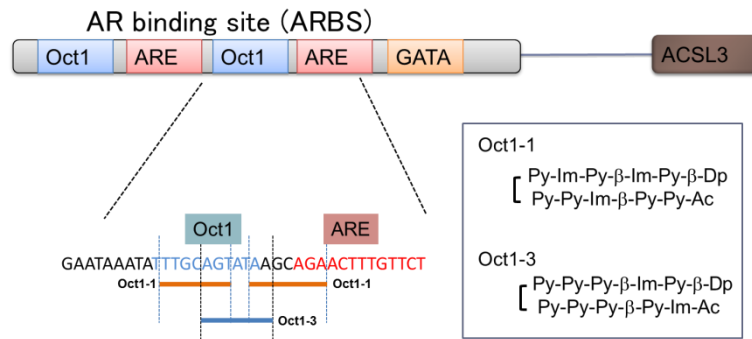 AR binding site (ARBS)
Oct1 ARE Oct1 ARE GATA ACSL3
Oct1 ARE
GAATAAATATTTGCAGTATAAGCAGAACTTTGTTCT
Oct1-1 Oct1-1
Oct1-3
Oct1-1
Py-Im-Py-β-Im-Py-β-Dp
Py-Py-Im-β-Py-Py-Ac
Oct1-3
Py-Py-Py-β-Im-Py-β-Dp
Py-Py-Py-β-Py-Im-Ac